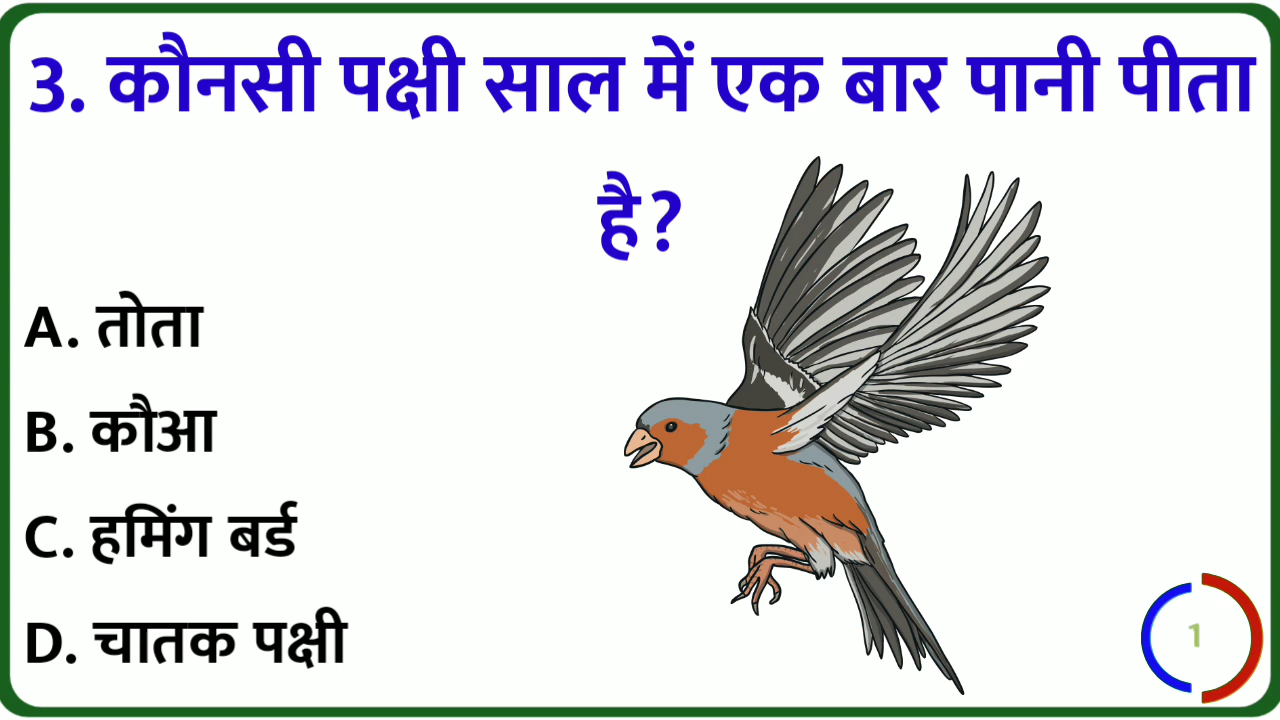 3. कौनसी पक्षी साल में एक बार पानी पीता
है?
A. तोता
B. कौआ
C. हमिंग बर्ड
D. चातक पक्षी
1